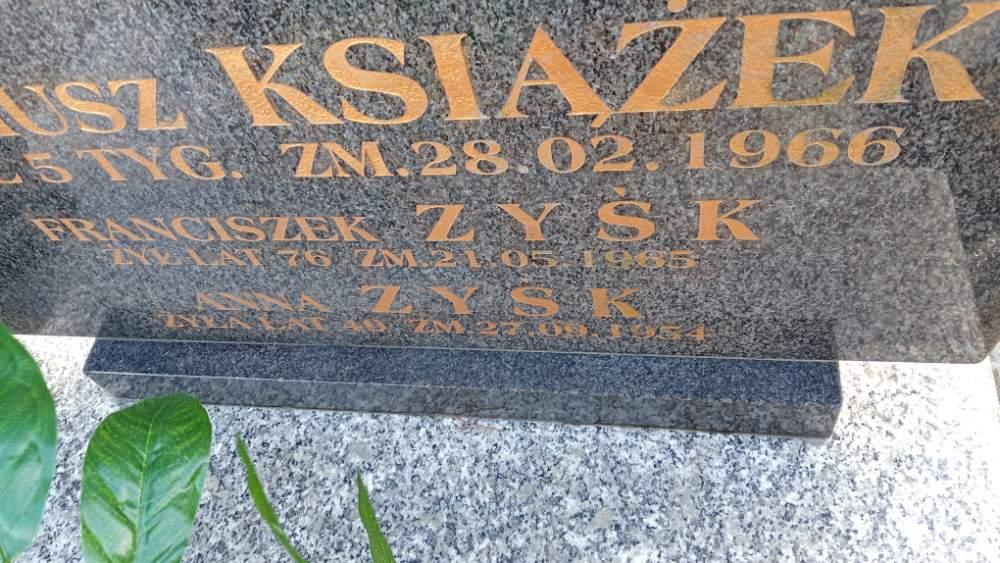 USZ KSIĄŻEK
5 TYG. ZM. 28.02.1966
FRANCISZEK ZYŚK
ŻYŁ LAT 76 ZM. 21.05.1965
ANNA ZYŚK
ŻYŁA LAT 49 ZM 27.09.1954